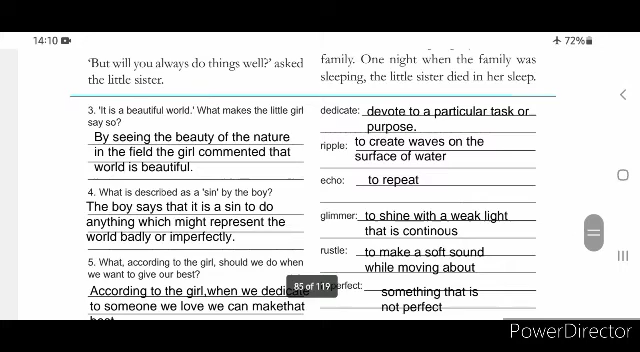 14:10
72%
'But will you always do things well?' asked
the little sister.
family. One night when the family was
sleeping, the little sister died in her sleep.
3. 'It is a beautiful world.' What makes the little girl
say so?
By seeing the beauty of the nature
in the field the girl commented that
world is beautiful.
4. What is described as a 'sin' by the boy?
The boy says that it is a sin to do
anything which might represent the
world badly or imperfectly.
5. What, according to the girl, should we do when
we want to give our best?
According to the girl,when we dedicate
to someone we love we can makethat
dedicate: devote to a particular task or
purpose.
ripple: to create waves on the
surface of water
echo: to repeat
glimmer: to shine with a weak light
that is continous
rustle: to make a soft sound
while moving about
perfect: something that is
not perfect
85 of 119
PowerDirector